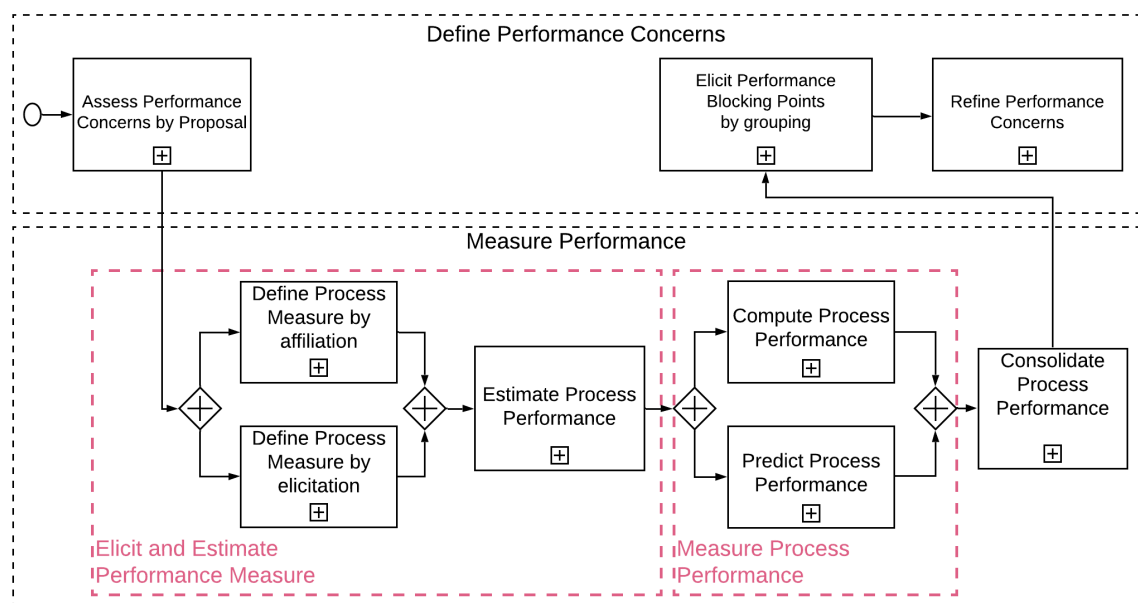 Define Performance Concerns
Assess Performance
Concerns by Proposal
Elicit Performance
Blocking Points
by grouping
Refine Performance
Concerns
Measure Performance
Define Process
Measure by
affiliation
Define Process
Measure by
elicitation
Estimate Process
Performance
Compute Process
Performance
Predict Process
Performance
Consolidate
Process
Performance
Elicit and Estimate
Performance Measure
Measure Process
Performance